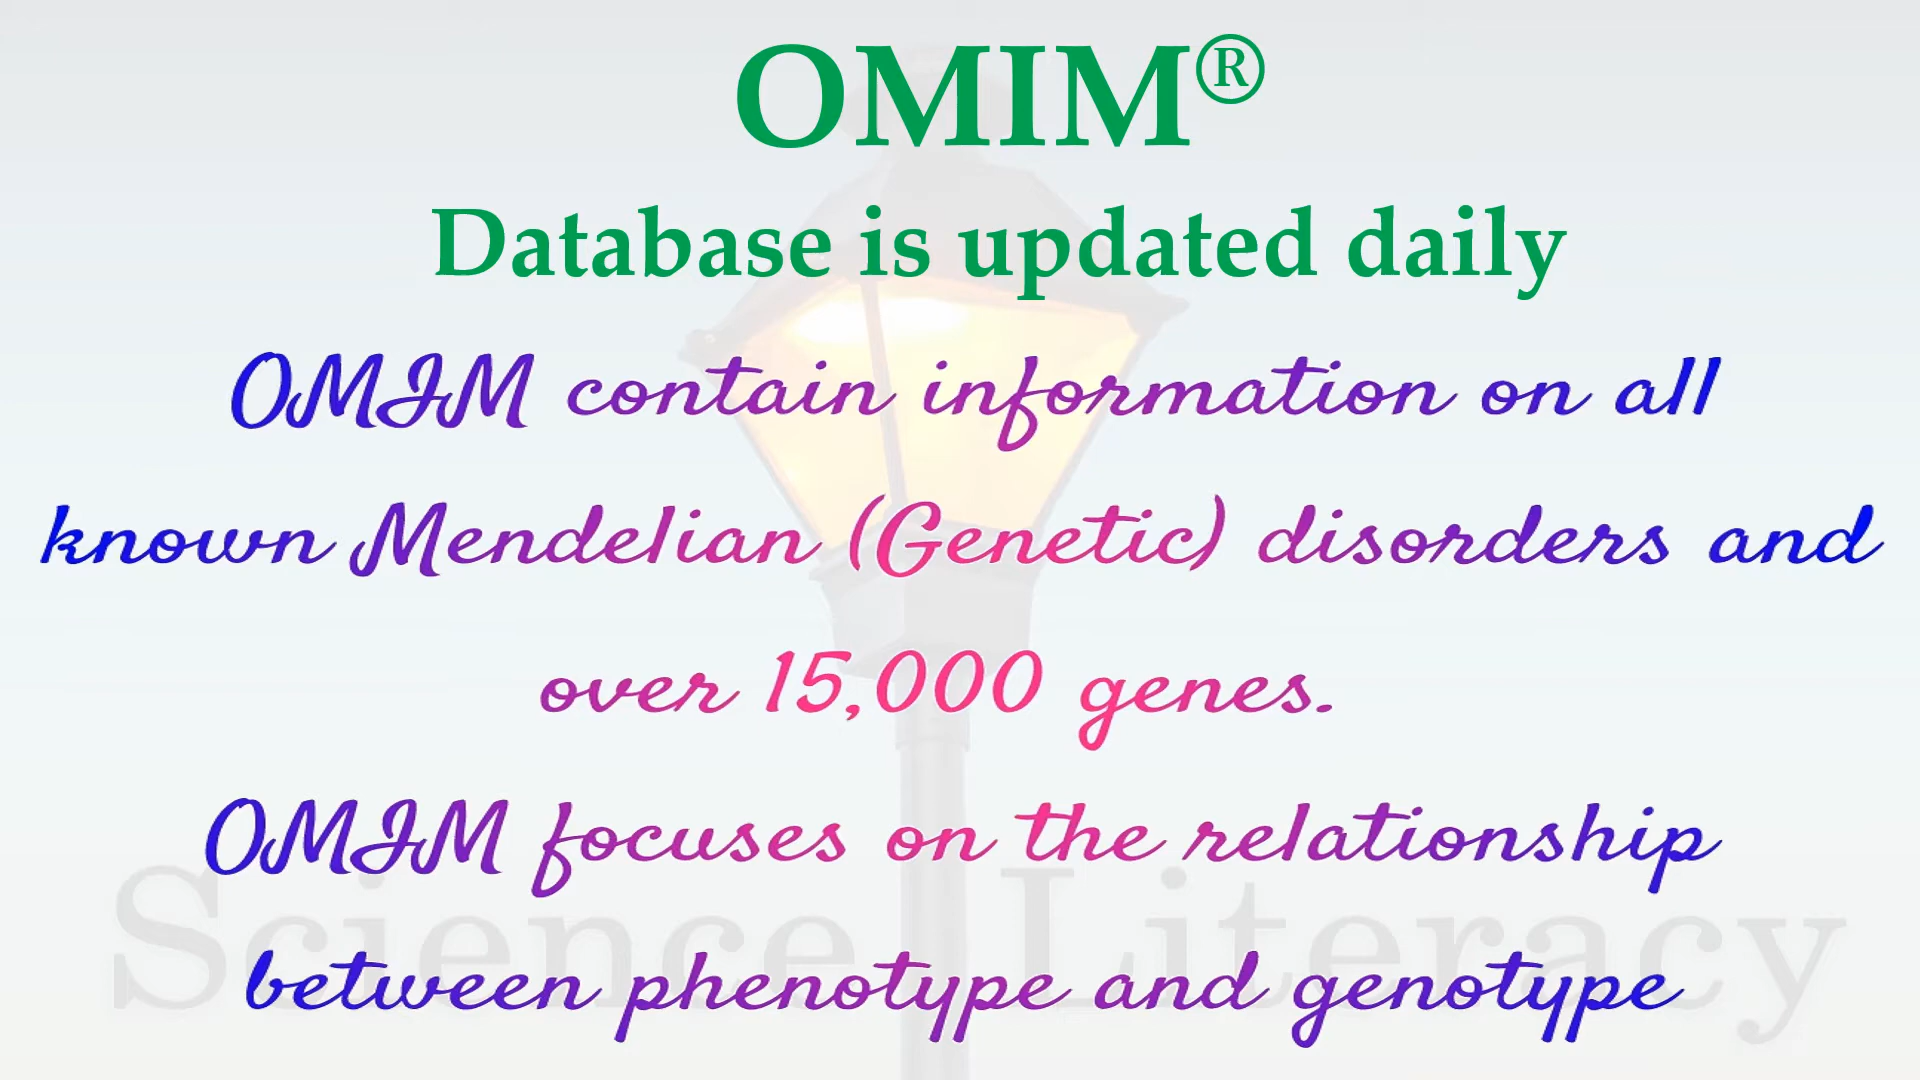 OMIM®
Database is updated daily
OMIM contain information on all
known Mendelian (Genetic) disorders and
over 15,000 genes.
OMIM focuses on the relationship
between phenotype and genotype
Science Literacy